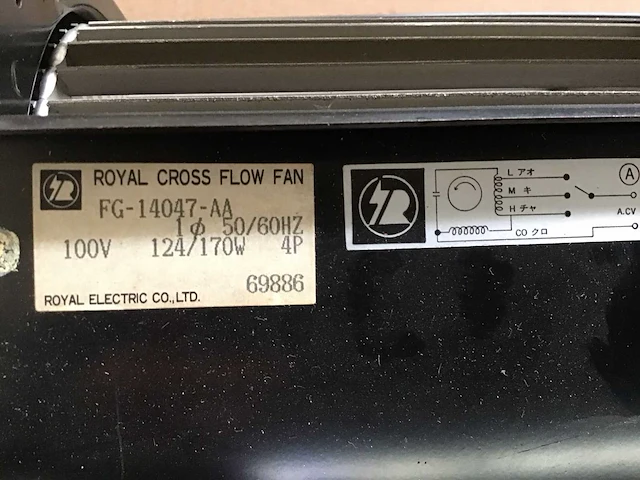 ROYAL CROSS FLOW FAN
FG-14047-AA
1φ 50/60HZ
100V 124/170W 4P
69886
ROYAL ELECTRIC CO.,LTD.
L アオ
M キ
H チャ
CO クロ
A
A.CV